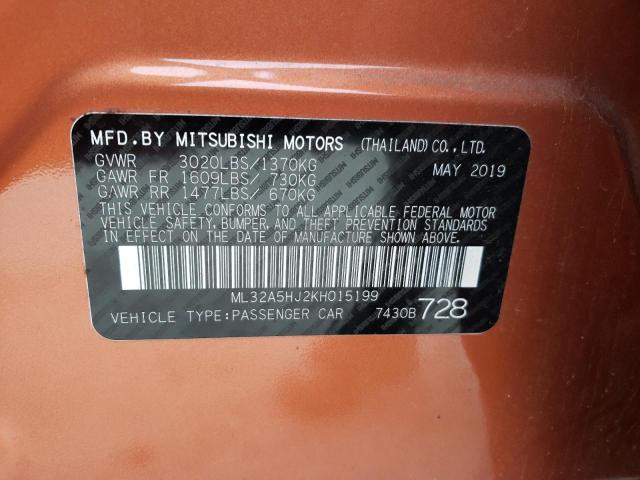 MFD. BY MITSUBISHI MOTORS (THAILAND) CO., LTD.
GVWR 3020LBS/1370KG MAY 2019
GAWR FR 1609LBS/730KG
GAWR RR 1477LBS/670KG
THIS VEHICLE CONFORMS TO ALL APPLICABLE FEDERAL MOTOR
VEHICLE SAFETY, BUMPER, AND THEFT PREVENTION STANDARDS
IN EFFECT ON THE DATE OF MANUFACTURE SHOWN ABOVE.
ML32A5HJ2KH015199
VEHICLE TYPE:PASSENGER CAR 7430B 728